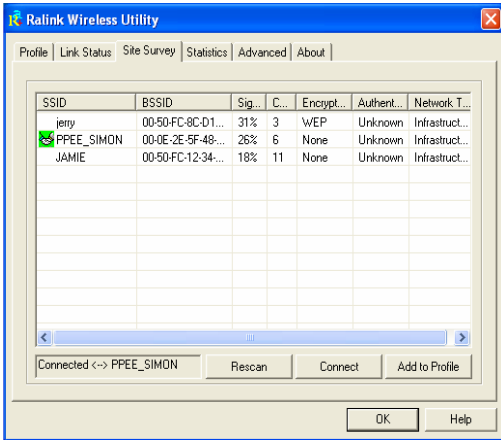 Ralink Wireless Utility
Profile Link Status Site Survey Statistics Advanced About
SSID BSSID Sig... C... Encrypt... Authent... Network T...
jerry 00-50-FC-8C-D1... 31% 3 WEP Unknown Infrastruct...
PPEE_SIMON 00-0E-2E-5F-48-... 26% 6 None Unknown Infrastruct...
JAMIE 00-50-FC-12-34-... 18% 11 None Unknown Infrastruct...
Connected <--> PPEE_SIMON Rescan Connect Add to Profile
OK Help